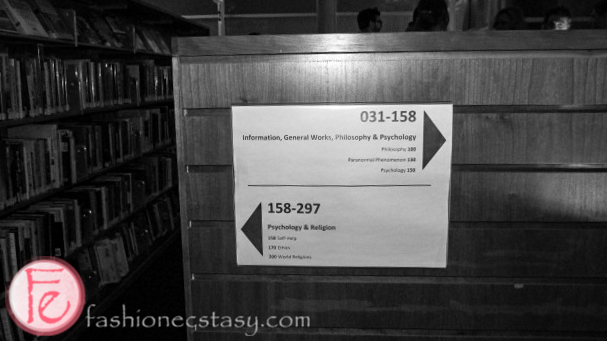 031-158
Information, General Works, Philosophy & Psychology
Philosophy 100
Paranormal Phenomenon 130
Psychology 150
158-297
Psychology & Religion
158 Self-Help
170 Ethics
200 World Religions
Fe fashionecstasy.com